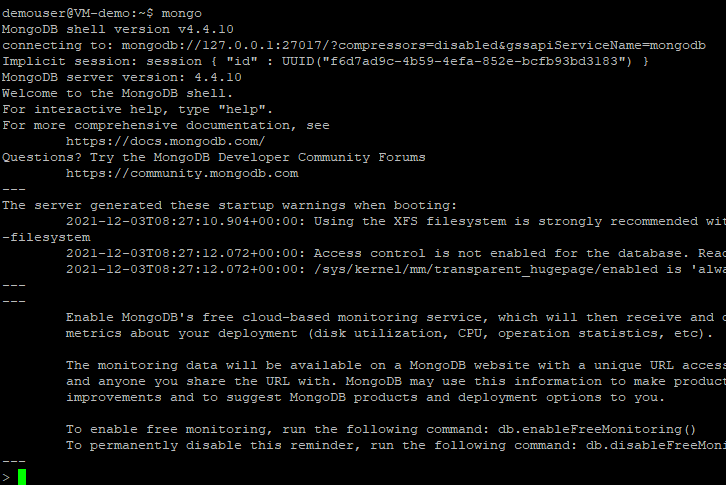 demouser@VM-demo:~$ mongo
MongoDB shell version v4.4.10
connecting to: mongodb://127.0.0.1:27017/?compressors=disabled&gssapiServiceName=mongodb
Implicit session: session { "id" : UUID("f6d7ad9c-4b59-4efa-852e-bcfb93bd3183") }
MongoDB server version: 4.4.10
Welcome to the MongoDB shell.
For interactive help, type "help".
For more comprehensive documentation, see
        https://docs.mongodb.com/
Questions? Try the MongoDB Developer Community Forums
        https://community.mongodb.com
---
The server generated these startup warnings when booting:
        2021-12-03T08:27:10.904+00:00: Using the XFS filesystem is strongly recommended wit
-filesystem
        2021-12-03T08:27:12.072+00:00: Access control is not enabled for the database. Reac
        2021-12-03T08:27:12.072+00:00: /sys/kernel/mm/transparent_hugepage/enabled is 'alwa
---
---
        Enable MongoDB's free cloud-based monitoring service, which will then receive and c
        metrics about your deployment (disk utilization, CPU, operation statistics, etc).

        The monitoring data will be available on a MongoDB website with a unique URL access
        and anyone you share the URL with. MongoDB may use this information to make product
        improvements and to suggest MongoDB products and deployment options to you.

        To enable free monitoring, run the following command: db.enableFreeMonitoring()
        To permanently disable this reminder, run the following command: db.disableFreeMoni
---
>